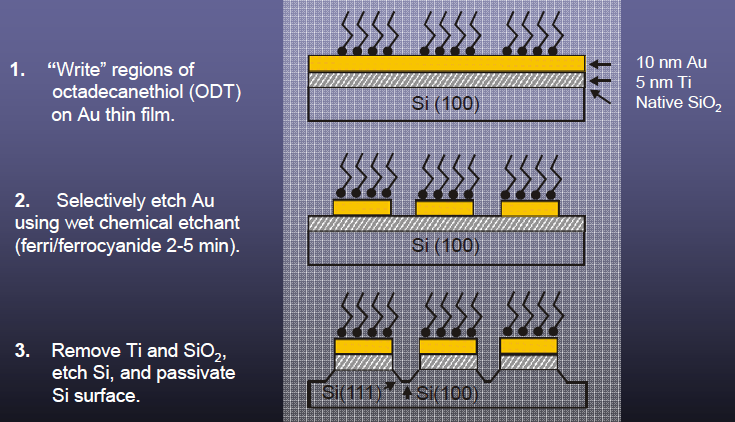 1. “Write” regions of
octadecanethiol (ODT)
on Au thin film.
Si (100)
10 nm Au
5 nm Ti
Native SiO₂
2. Selectively etch Au
using wet chemical etchant
(ferri/ferrocyanide 2-5 min).
Si (100)
3. Remove Ti and SiO₂,
etch Si, and passivate
Si surface.
Si(111) Si(100)